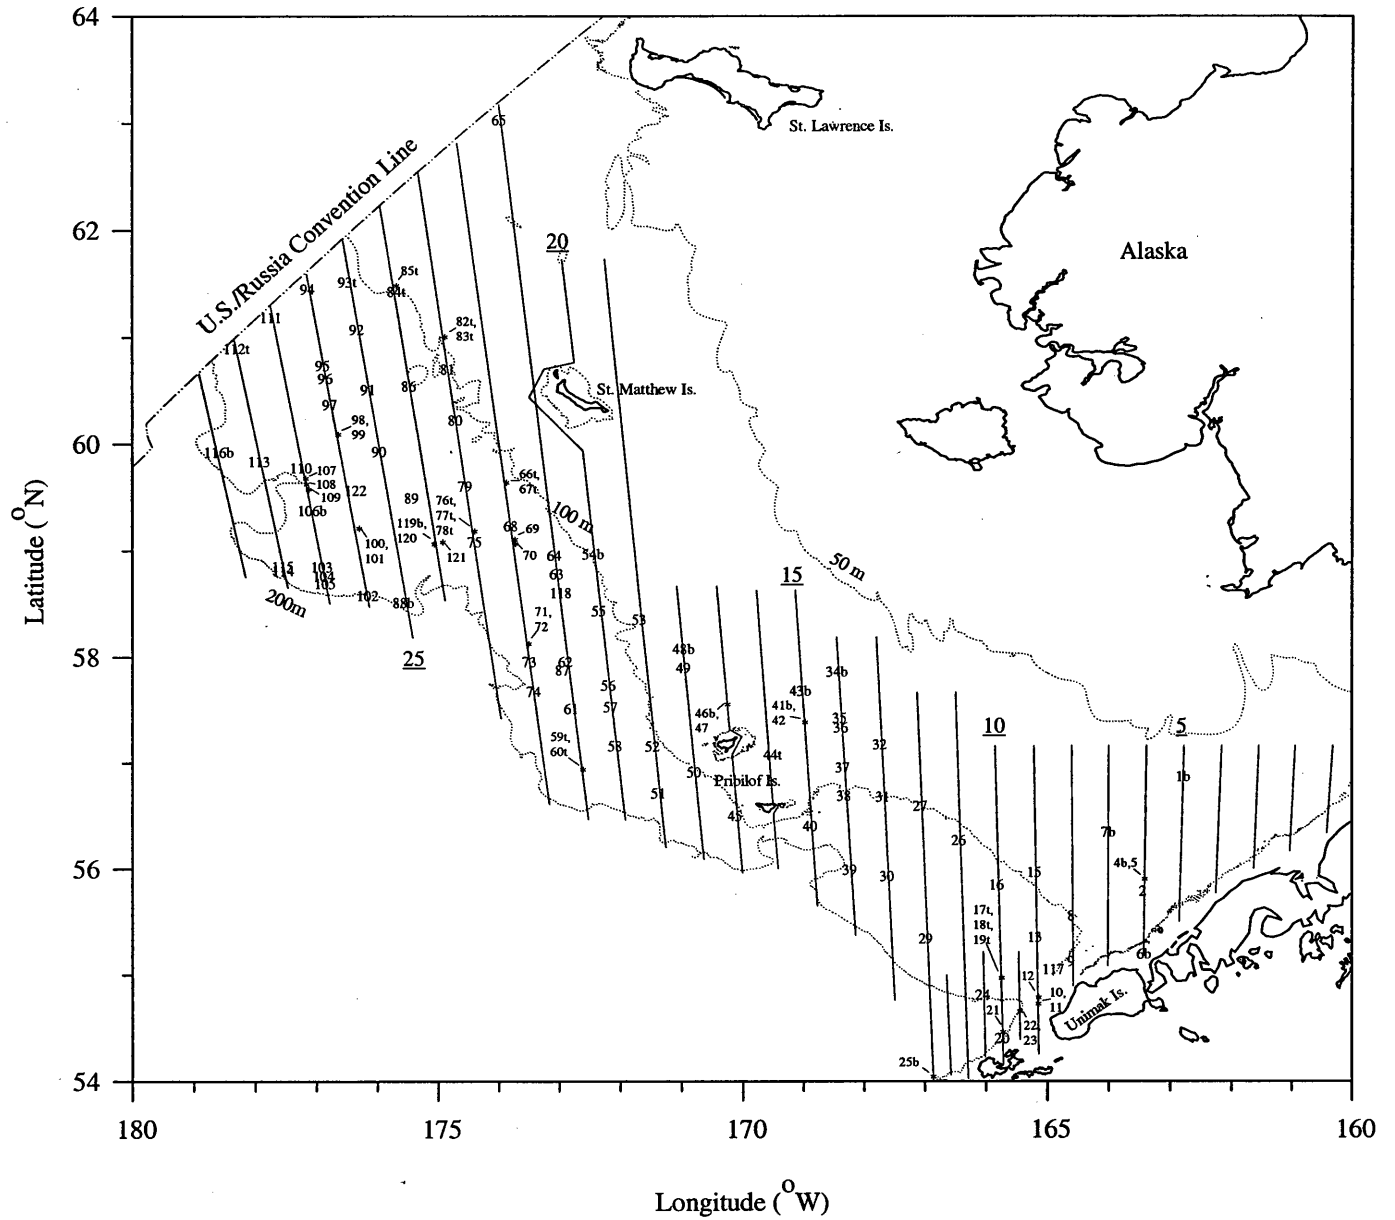 64
62
60
58
56
54
180
175
170
165
160
Latitude (°N)
Longitude (°W)
U.S./Russia Convention Line
St. Lawrence Is.
Alaska
St. Matthew Is.
Pribilof Is.
Unimak Is.
50 m
100 m
200m
20
15
10
5
25
65
85t
84t
93t
94
111
112t
92
82t,
83t
81
95
96
97
86
91
80
98,
99
90
116b
113
110
107
108
109
122
106b
89
79
66t,
67t
76t,
77t,
78t
119b,
120
121
75
68
69
70
100,
101
115
114
103
104
105
102
88b
64
54b
63
118
55
53
71,
72
73
74
62
87
61
59t,
60t
56
57
58
52
51
48b
49
50
46b,
47
45
44t
43b
41b,
42
40
34b
35
36
37
38
39
32
31
30
27
29
26
16
17t,
18t,
19t
15
13
12
117
10,
11
8
9
7b
4b,5
2
6b
1b
24
21
20
22,
23
25b